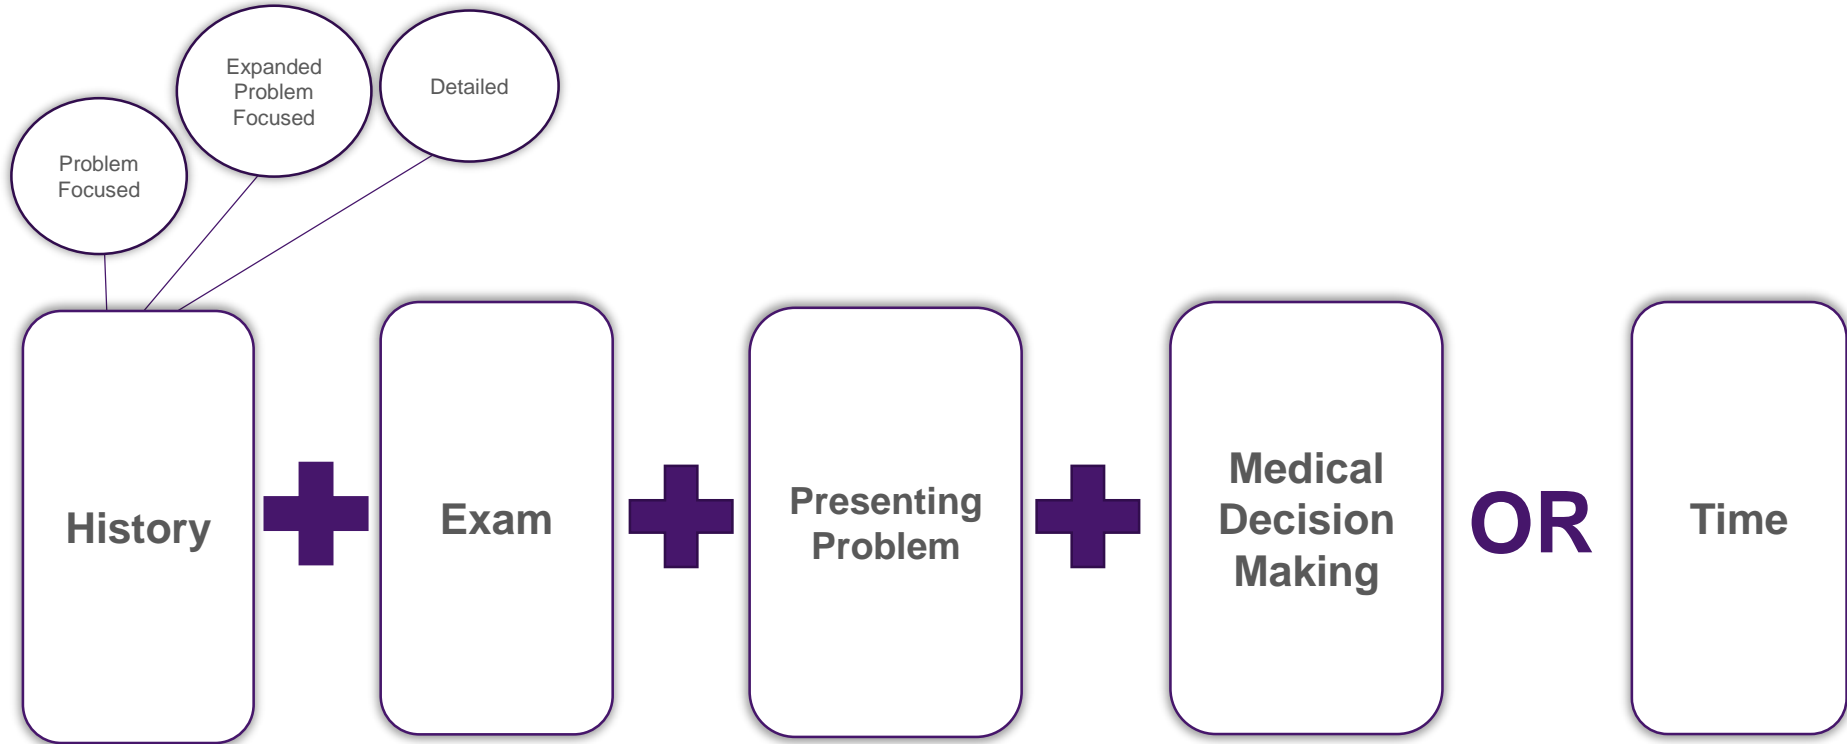 Problem
Focused
Expanded
Problem
Focused
Detailed
History
Exam
Presenting
Problem
Medical
Decision
Making
OR
Time